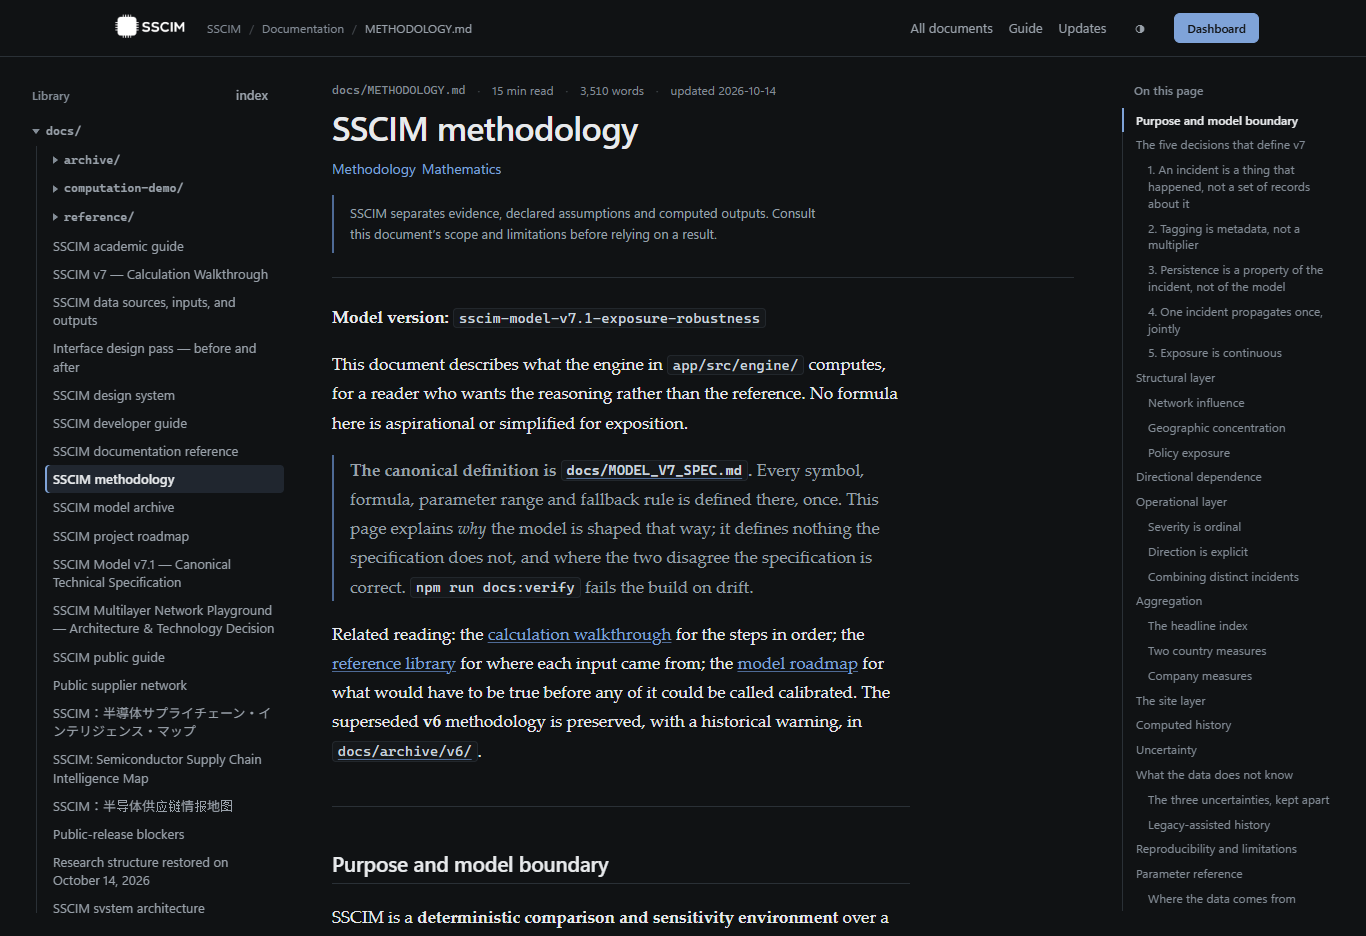 SSCIM
SSCIM / Documentation / METHODOLOGY.md
All documents
Guide
Updates
Dashboard
Library
index
docs/
archive/
computation-demo/
reference/
SSCIM academic guide
SSCIM v7 — Calculation Walkthrough
SSCIM data sources, inputs, and
outputs
Interface design pass — before and
after
SSCIM design system
SSCIM developer guide
SSCIM documentation reference
SSCIM methodology
SSCIM model archive
SSCIM project roadmap
SSCIM Model v7.1 — Canonical
Technical Specification
SSCIM Multilayer Network Playground
— Architecture & Technology Decision
SSCIM public guide
Public supplier network
SSCIM：半導体サプライチェーン・イ
ンテリジェンス・マップ
SSCIM: Semiconductor Supply Chain
Intelligence Map
SSCIM：半导体供应链情报地图
Public-release blockers
Research structure restored on
October 14, 2026
SSCIM system architecture
docs/METHODOLOGY.md · 15 min read · 3,510 words · updated 2026-10-14
SSCIM methodology
Methodology Mathematics
SSCIM separates evidence, declared assumptions and computed outputs. Consult
this document's scope and limitations before relying on a result.
Model version: sscim-model-v7.1-exposure-robustness
This document describes what the engine in app/src/engine/ computes,
for a reader who wants the reasoning rather than the reference. No formula
here is aspirational or simplified for exposition.
The canonical definition is docs/MODEL_V7_SPEC.md. Every symbol,
formula, parameter range and fallback rule is defined there, once. This
page explains why the model is shaped that way; it defines nothing the
specification does not, and where the two disagree the specification is
correct. npm run docs:verify fails the build on drift.
Related reading: the calculation walkthrough for the steps in order; the
reference library for where each input came from; the model roadmap for
what would have to be true before any of it could be called calibrated. The
superseded v6 methodology is preserved, with a historical warning, in
docs/archive/v6/.
Purpose and model boundary
SSCIM is a deterministic comparison and sensitivity environment over a
On this page
Purpose and model boundary
The five decisions that define v7
1. An incident is a thing that
happened, not a set of records
about it
2. Tagging is metadata, not a
multiplier
3. Persistence is a property of the
incident, not of the model
4. One incident propagates once,
jointly
5. Exposure is continuous
Structural layer
Network influence
Geographic concentration
Policy exposure
Directional dependence
Operational layer
Severity is ordinal
Direction is explicit
Combining distinct incidents
Aggregation
The headline index
Two country measures
Company measures
The site layer
Computed history
Uncertainty
What the data does not know
The three uncertainties, kept apart
Legacy-assisted history
Reproducibility and limitations
Parameter reference
Where the data comes from